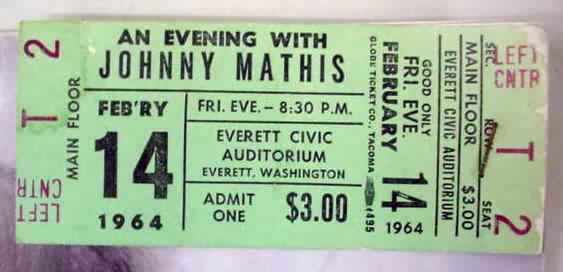 LEFT CNTR
T 2
MAIN FLOOR
AN EVENING WITH
JOHNNY MATHIS
FEB'RY
14
1964
FRI. EVE. – 8:30 P.M.
EVERETT CIVIC
AUDITORIUM
EVERETT, WASHINGTON
ADMIT
ONE
$3.00
GLOBE TICKET CO., TACOMA 1495
FEBRUARY 14
FRI. EVE.
GOOD ONLY
1964
EVERETT CIVIC AUDITORIUM
MAIN FLOOR $3.00
SEC. ROW SEAT
LEFT
CNTR
T
2